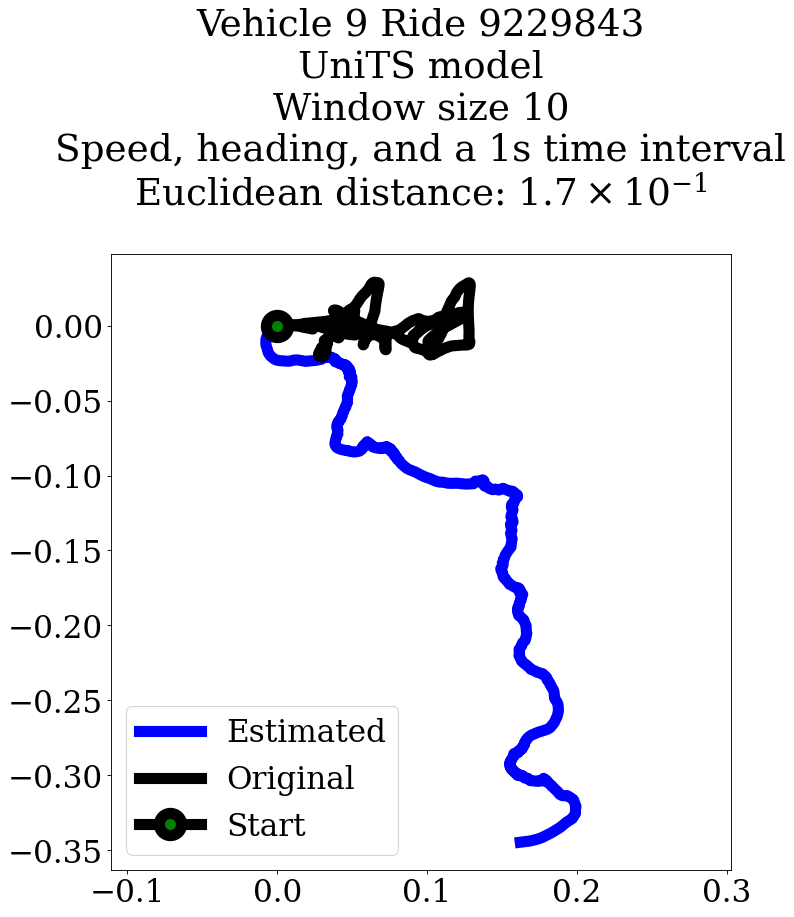 Vehicle 9 Ride 9229843
UniTS model
Window size 10
Speed, heading, and a 1s time interval
Euclidean distance: $1.7 \times 10^{-1}$
0.00
−0.05
−0.10
−0.15
−0.20
−0.25
−0.30
−0.35
Estimated
Original
Start
−0.1
0.0
0.1
0.2
0.3